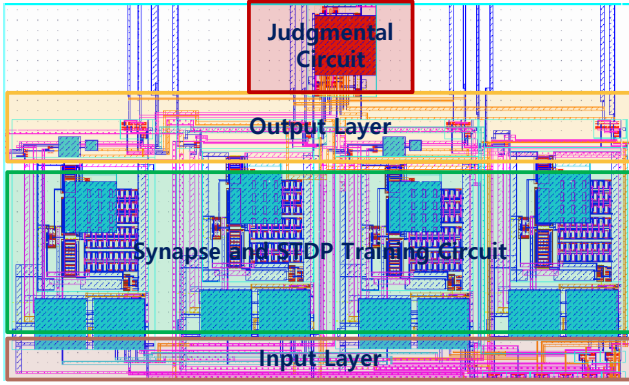 Judgmental
Circuit
Output Layer
Synapse and STDP Training Circuit
Input Layer